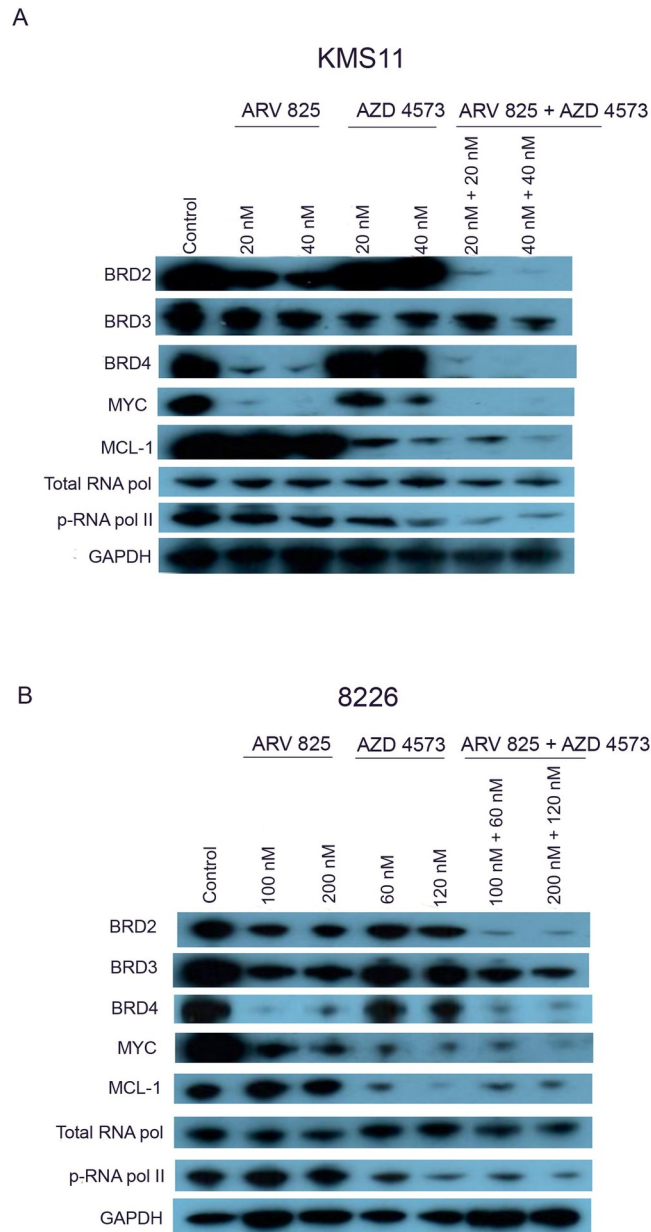 A
KMS11
ARV 825 AZD 4573 ARV 825 + AZD 4573
Control 20 nM 40 nM 20 nM 40 nM 20 nM + 20 nM 40 nM + 40 nM
BRD2
BRD3
BRD4
MYC
MCL-1
Total RNA pol
p-RNA pol II
GAPDH
B
8226
ARV 825 AZD 4573 ARV 825 + AZD 4573
Control 100 nM 200 nM 60 nM 120 nM 100 nM + 60 nM 200 nM + 120 nM
BRD2
BRD3
BRD4
MYC
MCL-1
Total RNA pol
p-RNA pol II
GAPDH